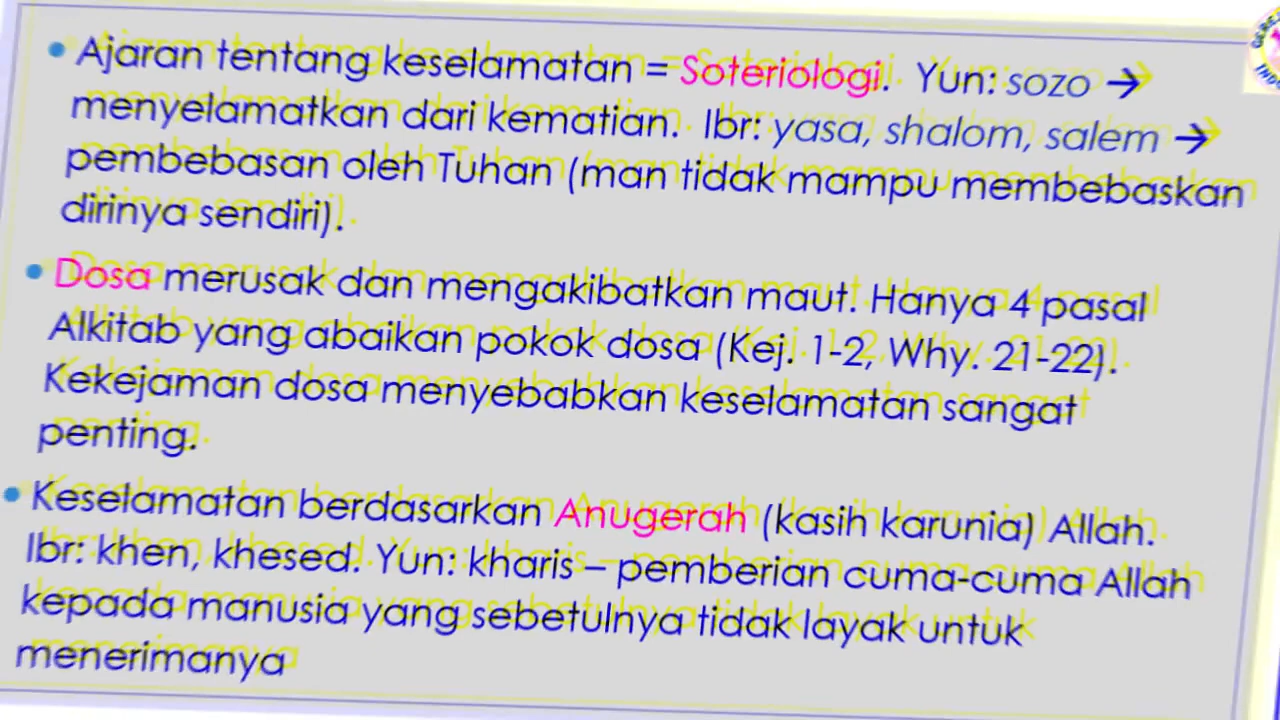 • Ajaran tentang keselamatan = Soteriologi. Yun: sozo →
menyelamatkan dari kematian. Ibr: yasa, shalom, salem →
pembebasan oleh Tuhan (man tidak mampu membebaskan
dirinya sendiri).
• Dosa merusak dan mengakibatkan maut. Hanya 4 pasal
Alkitab yang abaikan pokok dosa (Kej. 1-2, Why. 21-22).
Kekejaman dosa menyebabkan keselamatan sangat
penting.
• Keselamatan berdasarkan Anugerah (kasih karunia) Allah.
Ibr: khen, khesed. Yun: kharis – pemberian cuma-cuma Allah
kepada manusia yang sebetulnya tidak layak untuk
menerimanya